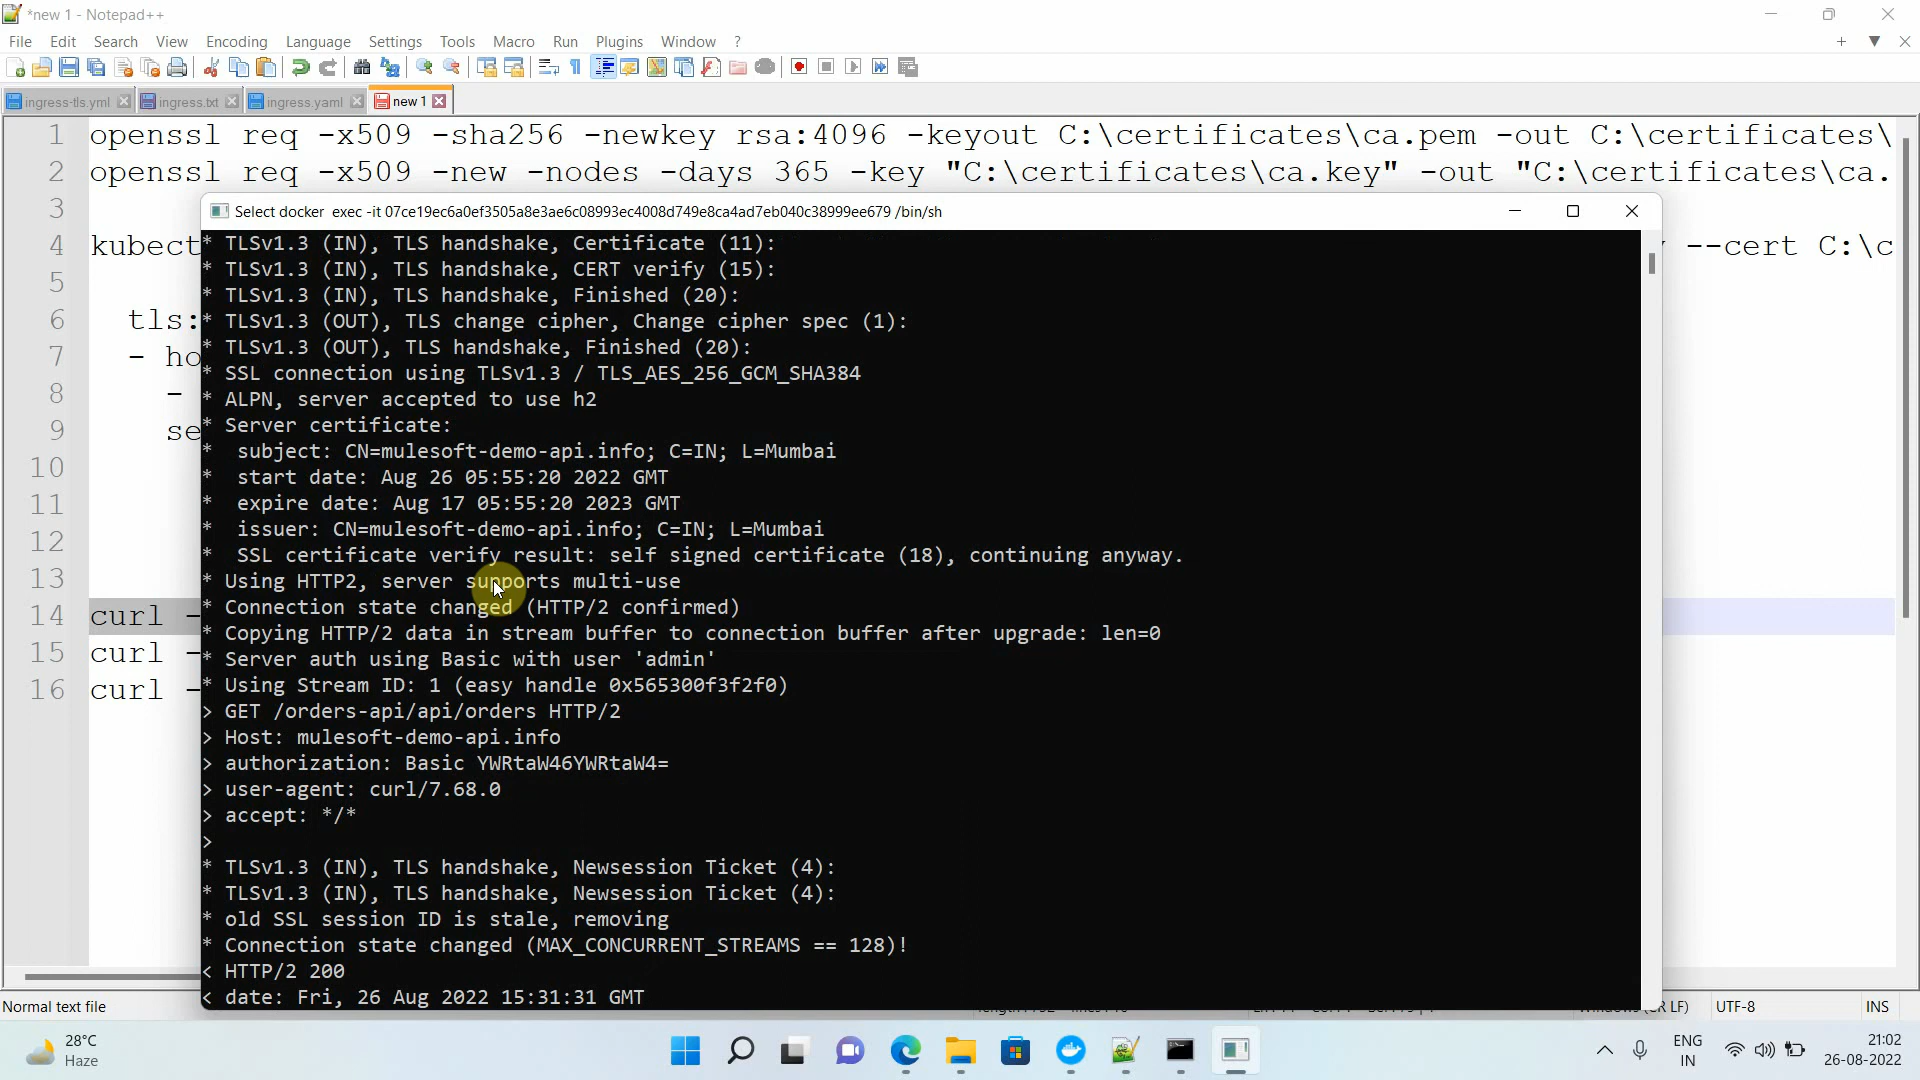 *new 1 - Notepad++
File Edit Search View Encoding Language Settings Tools Macro Run Plugins Window ?
ingress-tls.yml ingress.txt ingress.yaml new 1
1 openssl req -x509 -sha256 -newkey rsa:4096 -keyout C:\certificates\ca.pem -out C:\certificates\
2 openssl req -x509 -new -nodes -days 365 -key "C:\certificates\ca.key" -out "C:\certificates\ca.
3
4 kubect --cert C:\c
5
6 tls:
7 - ho
8 -
9 se
10
11
12
13
14 curl -
15 curl -
16 curl -
Select docker exec -it 07ce19ec6a0ef3505a8e3ae6c08993ec4008d749e8ca4ad7eb040c38999ee679 /bin/sh
* TLSv1.3 (IN), TLS handshake, Certificate (11):
* TLSv1.3 (IN), TLS handshake, CERT verify (15):
* TLSv1.3 (IN), TLS handshake, Finished (20):
* TLSv1.3 (OUT), TLS change cipher, Change cipher spec (1):
* TLSv1.3 (OUT), TLS handshake, Finished (20):
* SSL connection using TLSv1.3 / TLS_AES_256_GCM_SHA384
* ALPN, server accepted to use h2
* Server certificate:
*  subject: CN=mulesoft-demo-api.info; C=IN; L=Mumbai
*  start date: Aug 26 05:55:20 2022 GMT
*  expire date: Aug 17 05:55:20 2023 GMT
*  issuer: CN=mulesoft-demo-api.info; C=IN; L=Mumbai
*  SSL certificate verify result: self signed certificate (18), continuing anyway.
* Using HTTP2, server supports multi-use
* Connection state changed (HTTP/2 confirmed)
* Copying HTTP/2 data in stream buffer to connection buffer after upgrade: len=0
* Server auth using Basic with user 'admin'
* Using Stream ID: 1 (easy handle 0x565300f3f2f0)
> GET /orders-api/api/orders HTTP/2
> Host: mulesoft-demo-api.info
> authorization: Basic YWRtaW46YWRtaW4=
> user-agent: curl/7.68.0
> accept: */*
>
* TLSv1.3 (IN), TLS handshake, Newsession Ticket (4):
* TLSv1.3 (IN), TLS handshake, Newsession Ticket (4):
* old SSL session ID is stale, removing
* Connection state changed (MAX_CONCURRENT_STREAMS == 128)!
< HTTP/2 200
< date: Fri, 26 Aug 2022 15:31:31 GMT
Normal text file LF) UTF-8 INS
28°C
Haze
ENG
IN
21:02
26-08-2022